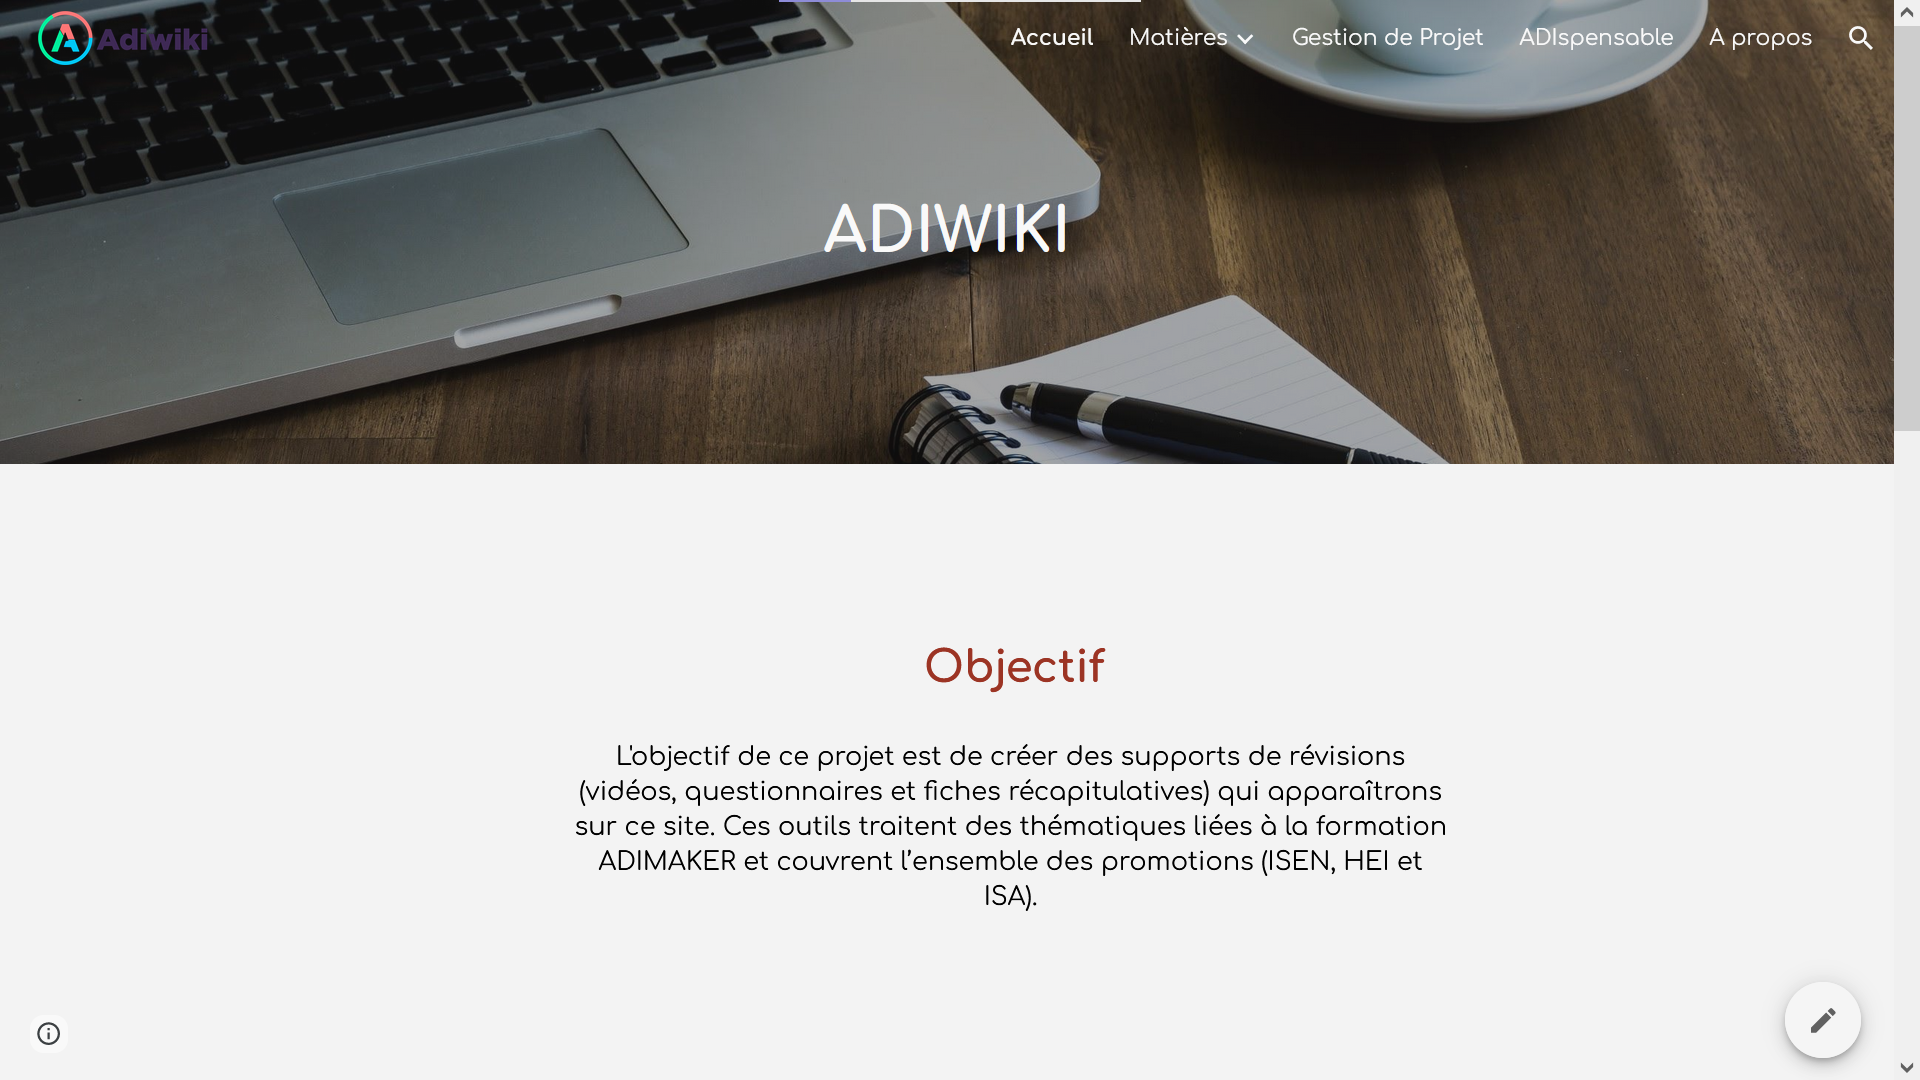 Adiwiki
Accueil Matières Gestion de Projet ADIspensable A propos
ADIWIKI
Objectif
L'objectif de ce projet est de créer des supports de révisions
(vidéos, questionnaires et fiches récapitulatives) qui apparaîtrons
sur ce site. Ces outils traitent des thématiques liées à la formation
ADIMAKER et couvrent l’ensemble des promotions (ISEN, HEI et
ISA).